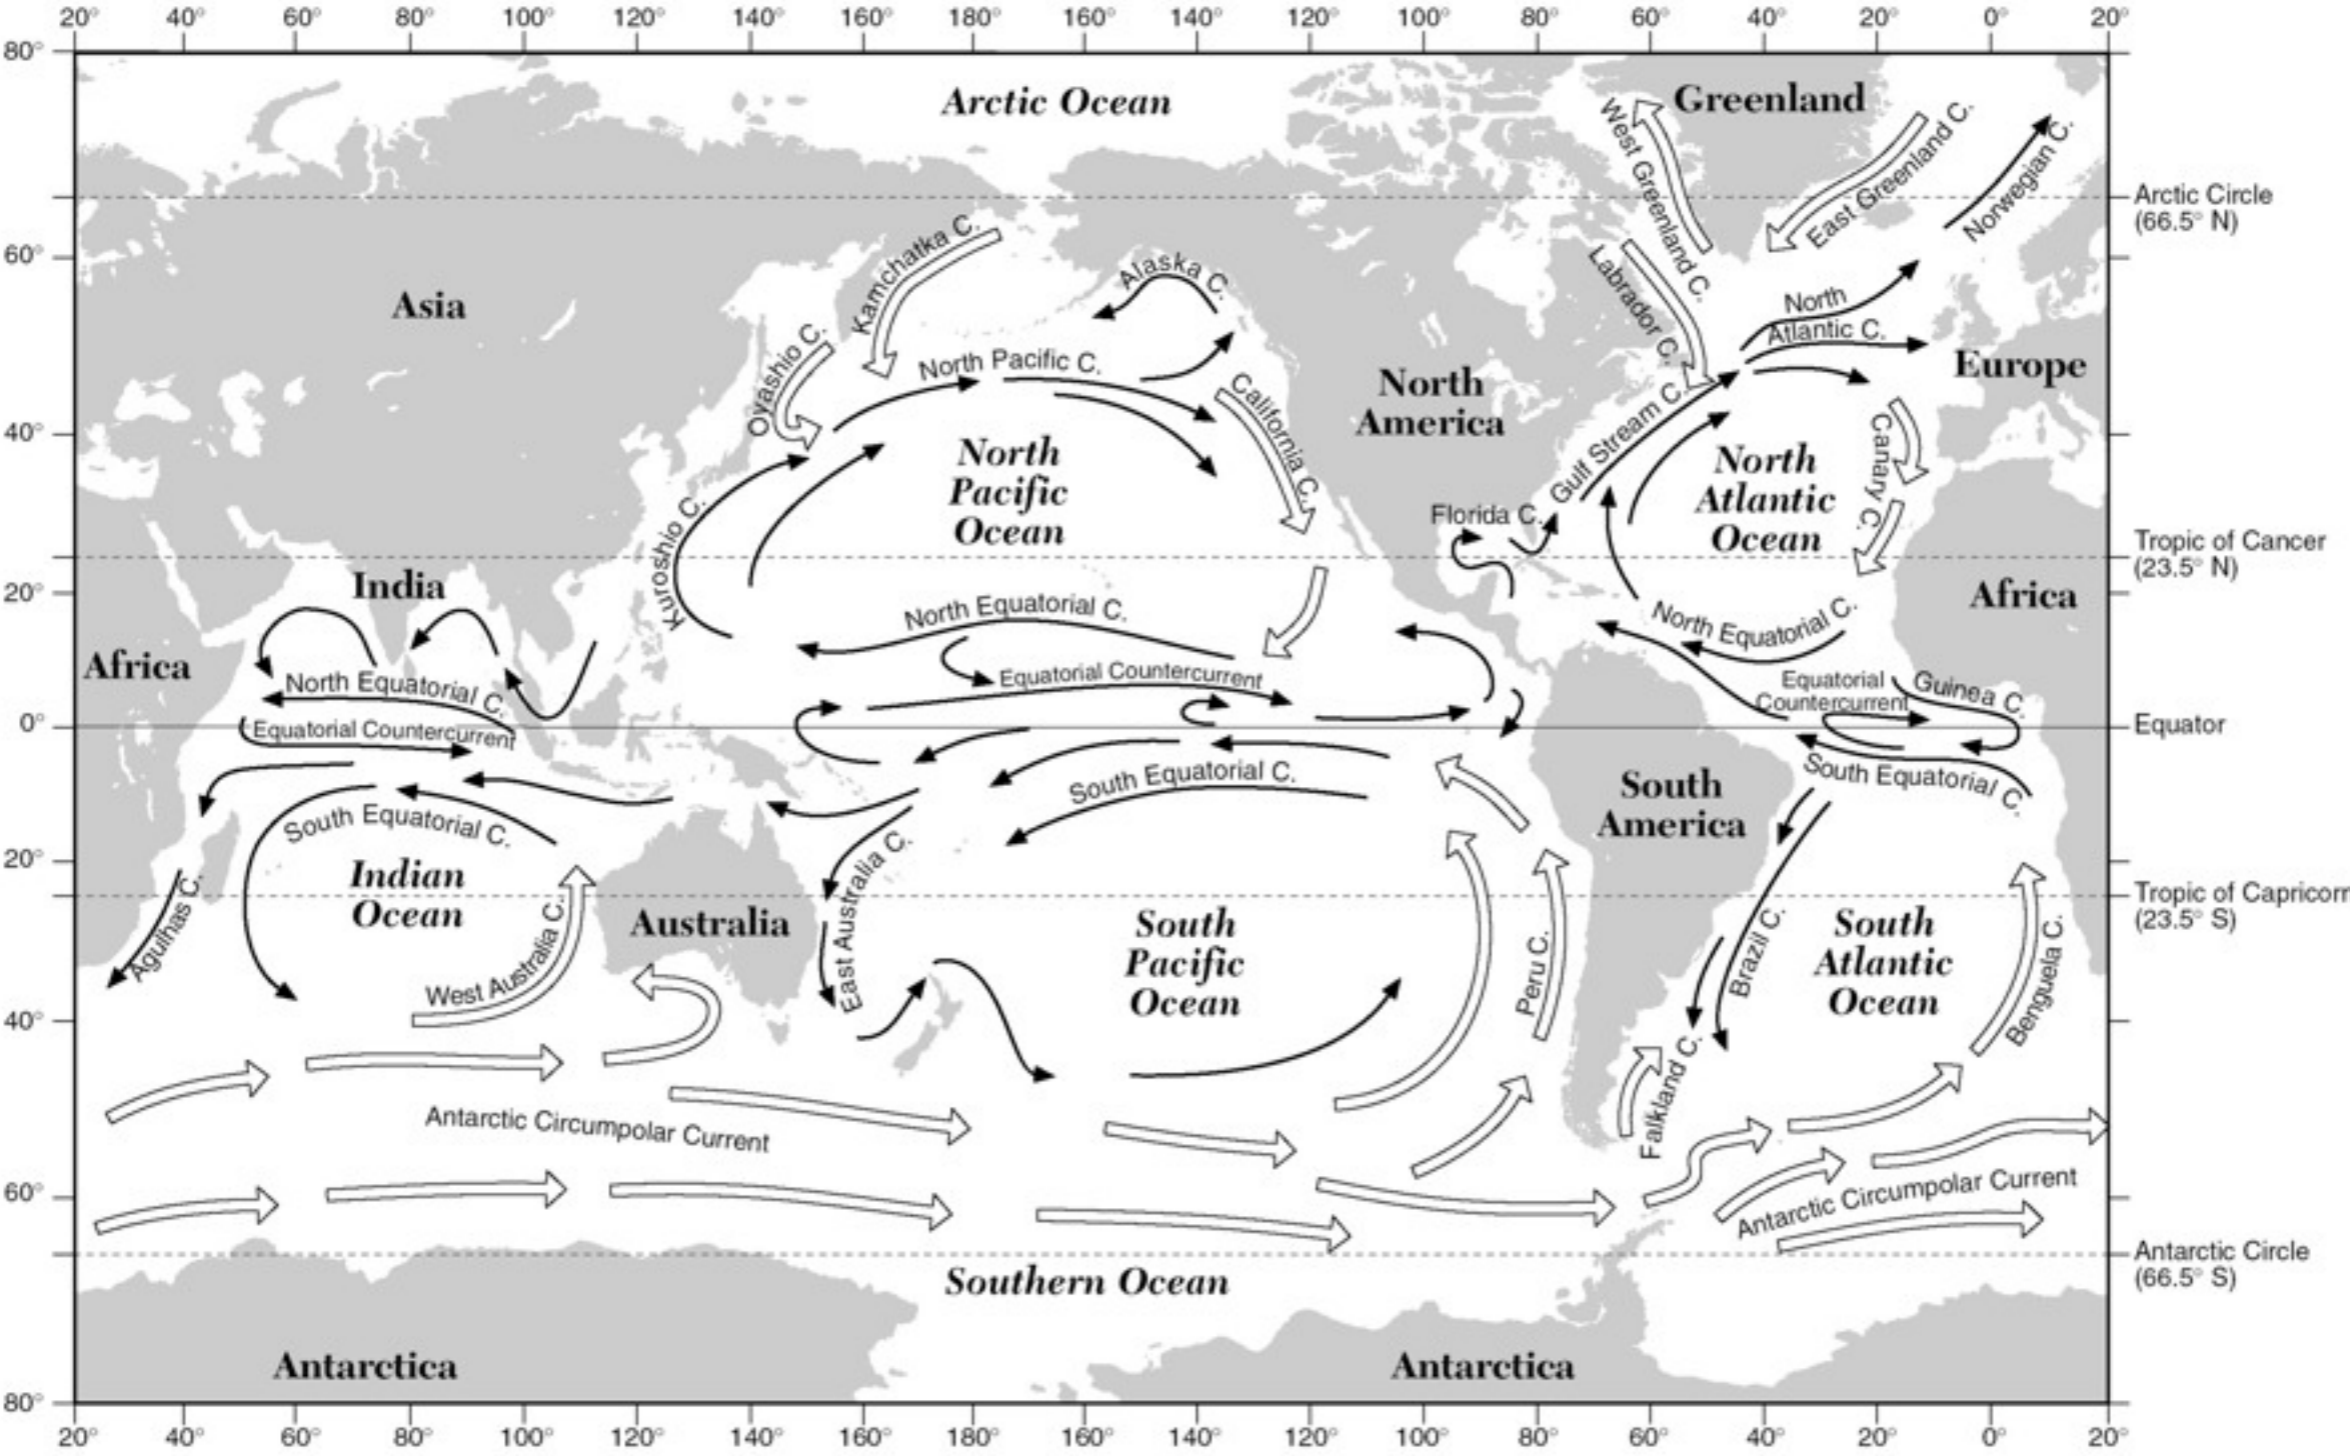 20° 40° 60° 80° 100° 120° 140° 160° 180° 160° 140° 120° 100° 80° 60° 40° 20° 0° 20°
80°
Arctic Ocean
Greenland
West Greenland C.
East Greenland C.
Norwegian C.
Arctic Circle
(66.5° N)
60°
Kamchatka C.
Alaska C.
Labrador C.
Asia
North
Atlantic C.
Oyashio C.
North Pacific C.
California C.
North
America
Europe
Gulf Stream C.
Canary C.
40°
North
Pacific
Ocean
North
Atlantic
Ocean
Kuroshio C.
Florida C.
Tropic of Cancer
(23.5° N)
India
20°
Africa
North Equatorial C.
North Equatorial C.
Africa
North Equatorial C.
Equatorial Countercurrent
Equatorial
Countercurrent
Guinea C.
0°
Equatorial Countercurrent
Equator
South Equatorial C.
South Equatorial C.
South Equatorial C.
South
America
20°
Indian
Ocean
Australia
East Australia C.
South
Pacific
Ocean
Tropic of Capricorn
(23.5° S)
South
Atlantic
Ocean
Agulhas C.
West Australia C.
Peru C.
Brazil C.
Benguela C.
40°
Falkland C.
Antarctic Circumpolar Current
60°
Antarctic Circumpolar Current
Antarctic Circle
(66.5° S)
Southern Ocean
Antarctica
Antarctica
80°
20° 40° 60° 80° 100° 120° 140° 160° 180° 160° 140° 120° 100° 80° 60° 40° 20° 0° 20°